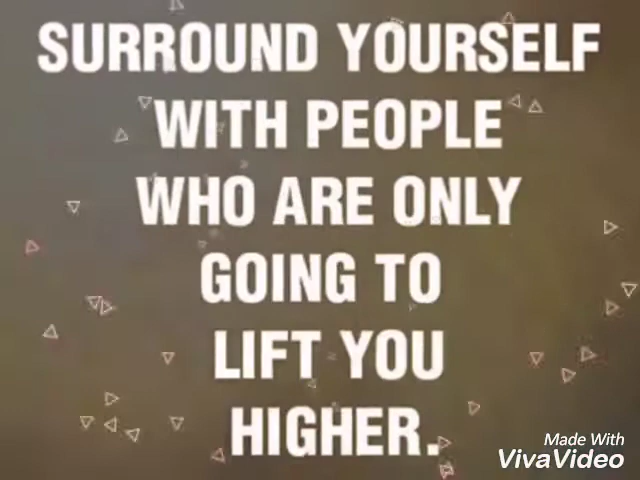 SURROUND YOURSELF
WITH PEOPLE
WHO ARE ONLY
GOING TO
LIFT YOU
HIGHER.
Made With
VivaVideo